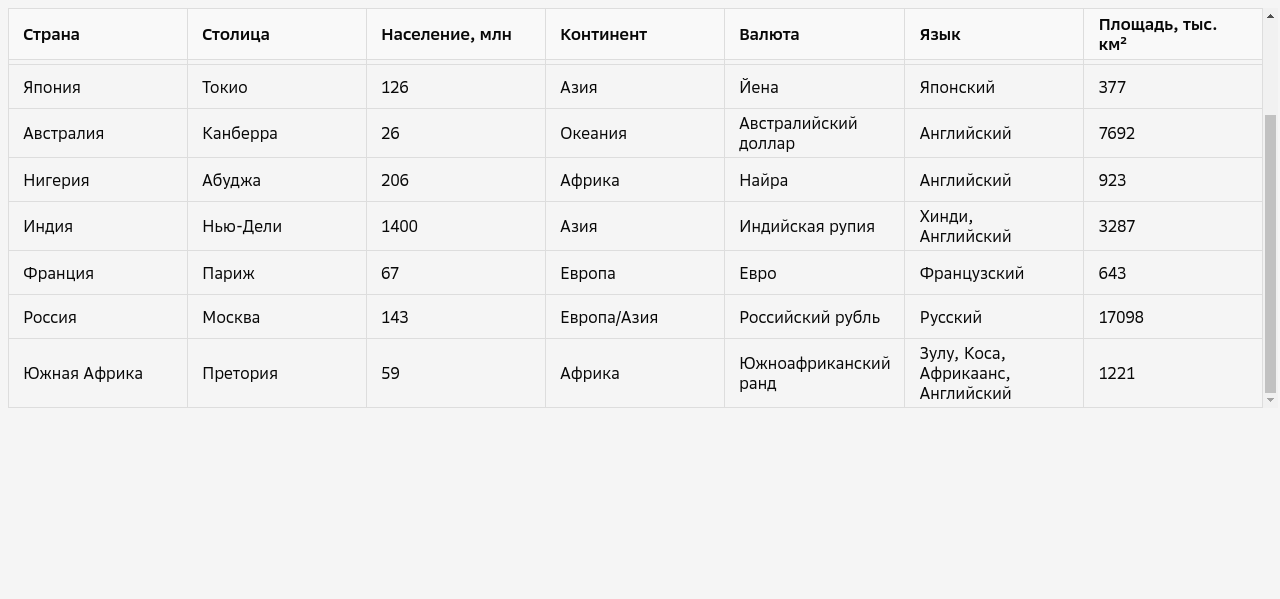 Страна Столица Население, млн Континент Валюта Язык Площадь, тыс. км²
Япония Токио 126 Азия Йена Японский 377
Австралия Канберра 26 Океания Австралийский доллар Английский 7692
Нигерия Абуджа 206 Африка Найра Английский 923
Индия Нью-Дели 1400 Азия Индийская рупия Хинди, Английский 3287
Франция Париж 67 Европа Евро Французский 643
Россия Москва 143 Европа/Азия Российский рубль Русский 17098
Южная Африка Претория 59 Африка Южноафриканский ранд Зулу, Коса, Африкаанс, Английский 1221